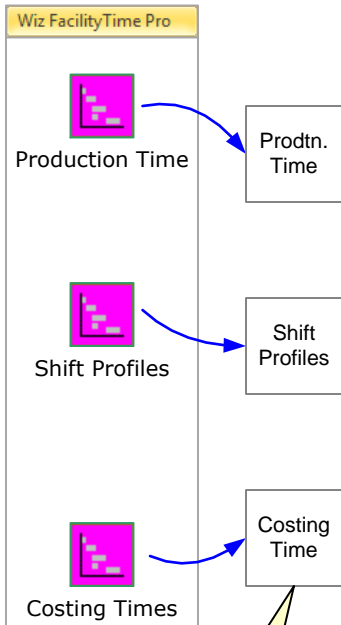 Wiz FacilityTime Pro
Production Time
Prodtn.
Time
Shift Profiles
Shift
Profiles
Costing Times
Costing
Time